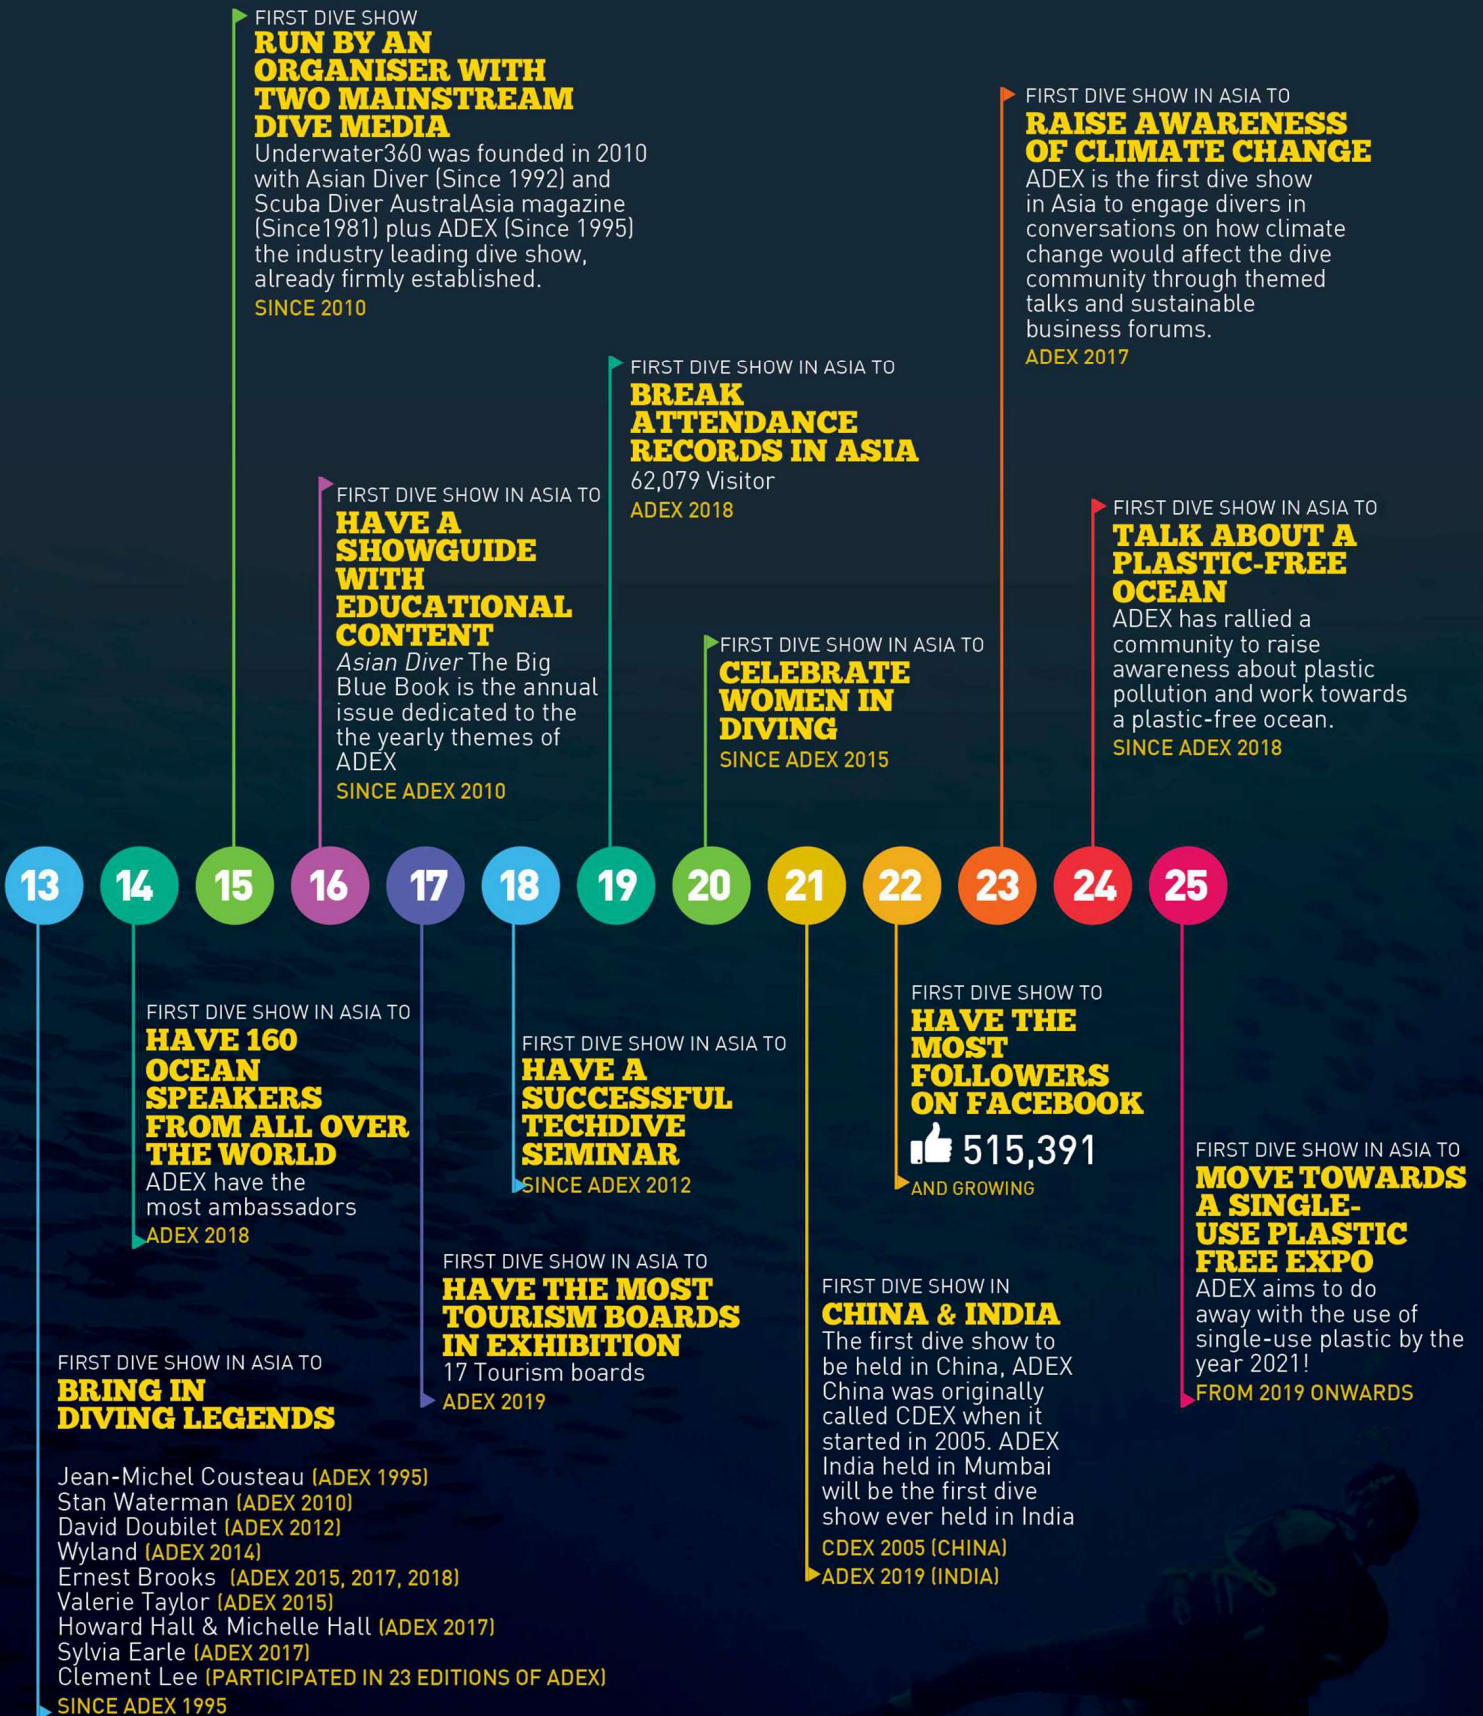 FIRST DIVE SHOW
RUN BY AN
ORGANISER WITH
TWO MAINSTREAM
DIVE MEDIA
Underwater360 was founded in 2010
with Asian Diver (Since 1992) and
Scuba Diver AustralAsia magazine
(Since1981) plus ADEX (Since 1995)
the industry leading dive show,
already firmly established.
SINCE 2010
FIRST DIVE SHOW IN ASIA TO
RAISE AWARENESS
OF CLIMATE CHANGE
ADEX is the first dive show
in Asia to engage divers in
conversations on how climate
change would affect the dive
community through themed
talks and sustainable
business forums.
ADEX 2017
FIRST DIVE SHOW IN ASIA TO
BREAK
ATTENDANCE
RECORDS IN ASIA
62,079 Visitor
ADEX 2018
FIRST DIVE SHOW IN ASIA TO
HAVE A
SHOWGUIDE
WITH
EDUCATIONAL
CONTENT
Asian Diver The Big
Blue Book is the annual
issue dedicated to the
the yearly themes of
ADEX
SINCE ADEX 2010
FIRST DIVE SHOW IN ASIA TO
TALK ABOUT A
PLASTIC-FREE
OCEAN
ADEX has rallied a
community to raise
awareness about plastic
pollution and work towards
a plastic-free ocean.
SINCE ADEX 2018
FIRST DIVE SHOW IN ASIA TO
CELEBRATE
WOMEN IN
DIVING
SINCE ADEX 2015
13 14 15 16 17 18 19 20 21 22 23 24 25
FIRST DIVE SHOW IN ASIA TO
HAVE 160
OCEAN
SPEAKERS
FROM ALL OVER
THE WORLD
ADEX have the
most ambassadors
ADEX 2018
FIRST DIVE SHOW IN ASIA TO
HAVE A
SUCCESSFUL
TECHDIVE
SEMINAR
SINCE ADEX 2012
FIRST DIVE SHOW TO
HAVE THE
MOST
FOLLOWERS
ON FACEBOOK
515,391
AND GROWING
FIRST DIVE SHOW IN ASIA TO
MOVE TOWARDS
A SINGLE-
USE PLASTIC
FREE EXPO
ADEX aims to do
away with the use of
single-use plastic by the
year 2021!
FROM 2019 ONWARDS
FIRST DIVE SHOW IN ASIA TO
HAVE THE MOST
TOURISM BOARDS
IN EXHIBITION
17 Tourism boards
ADEX 2019
FIRST DIVE SHOW IN
CHINA & INDIA
The first dive show to
be held in China, ADEX
China was originally
called CDEX when it
started in 2005. ADEX
India held in Mumbai
will be the first dive
show ever held in India
CDEX 2005 (CHINA)
ADEX 2019 (INDIA)
FIRST DIVE SHOW IN ASIA TO
BRING IN
DIVING LEGENDS
Jean-Michel Cousteau (ADEX 1995)
Stan Waterman (ADEX 2010)
David Doubilet (ADEX 2012)
Wyland (ADEX 2014)
Ernest Brooks (ADEX 2015, 2017, 2018)
Valerie Taylor (ADEX 2015)
Howard Hall & Michelle Hall (ADEX 2017)
Sylvia Earle (ADEX 2017)
Clement Lee (PARTICIPATED IN 23 EDITIONS OF ADEX)
SINCE ADEX 1995